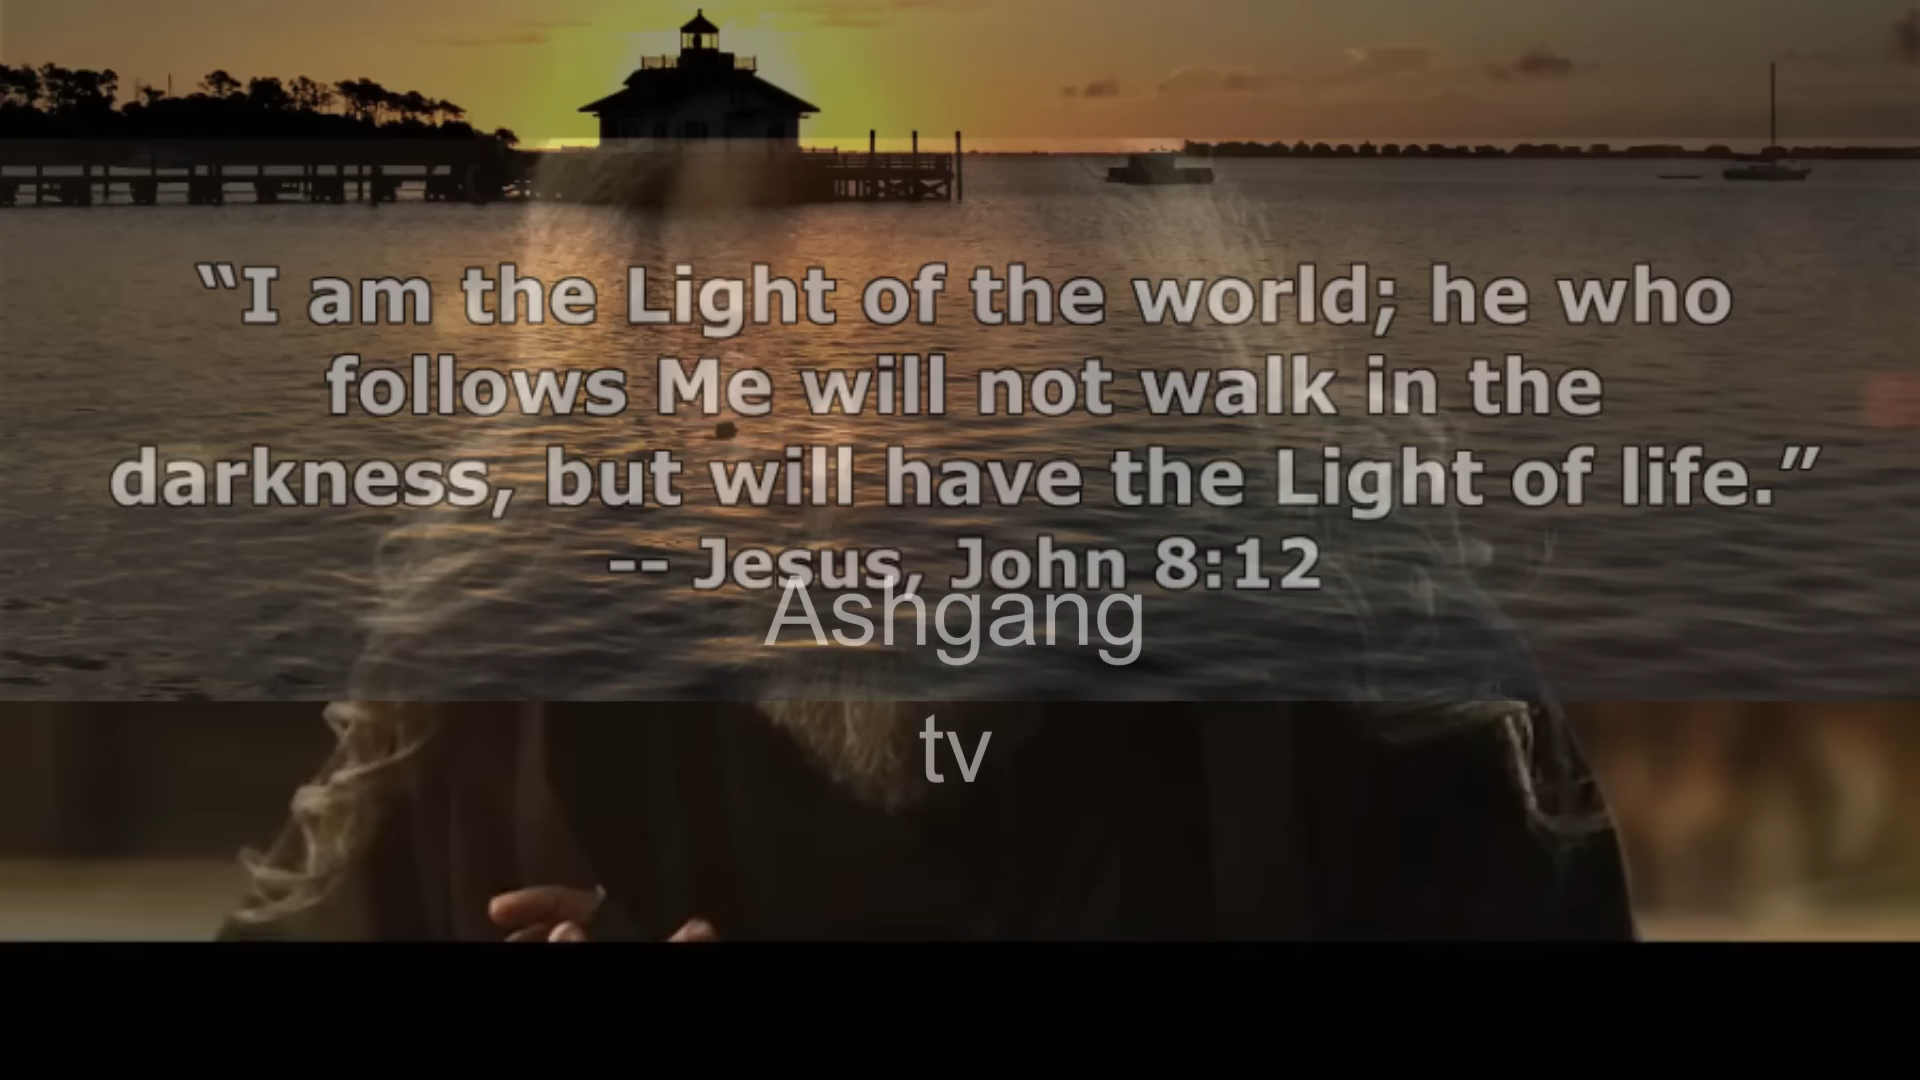 “I am the Light of the world; he who
follows Me will not walk in the
darkness, but will have the Light of life.”
-- Jesus, John 8:12
Ashgang
tv